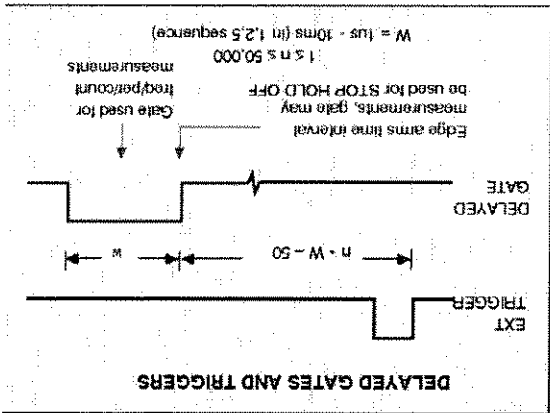 DELAYED GATES AND TRIGGERS
EXT
TRIGGER
n · W – 50
w
DELAYED
GATE
Edge arms time interval
measurements, gate may
be used for STOP HOLD OFF
Gate used for
freq/per/count
measurements
1 ≤ n ≤ 50,000
W = 1us - 10ms (in 1,2,5 sequence)